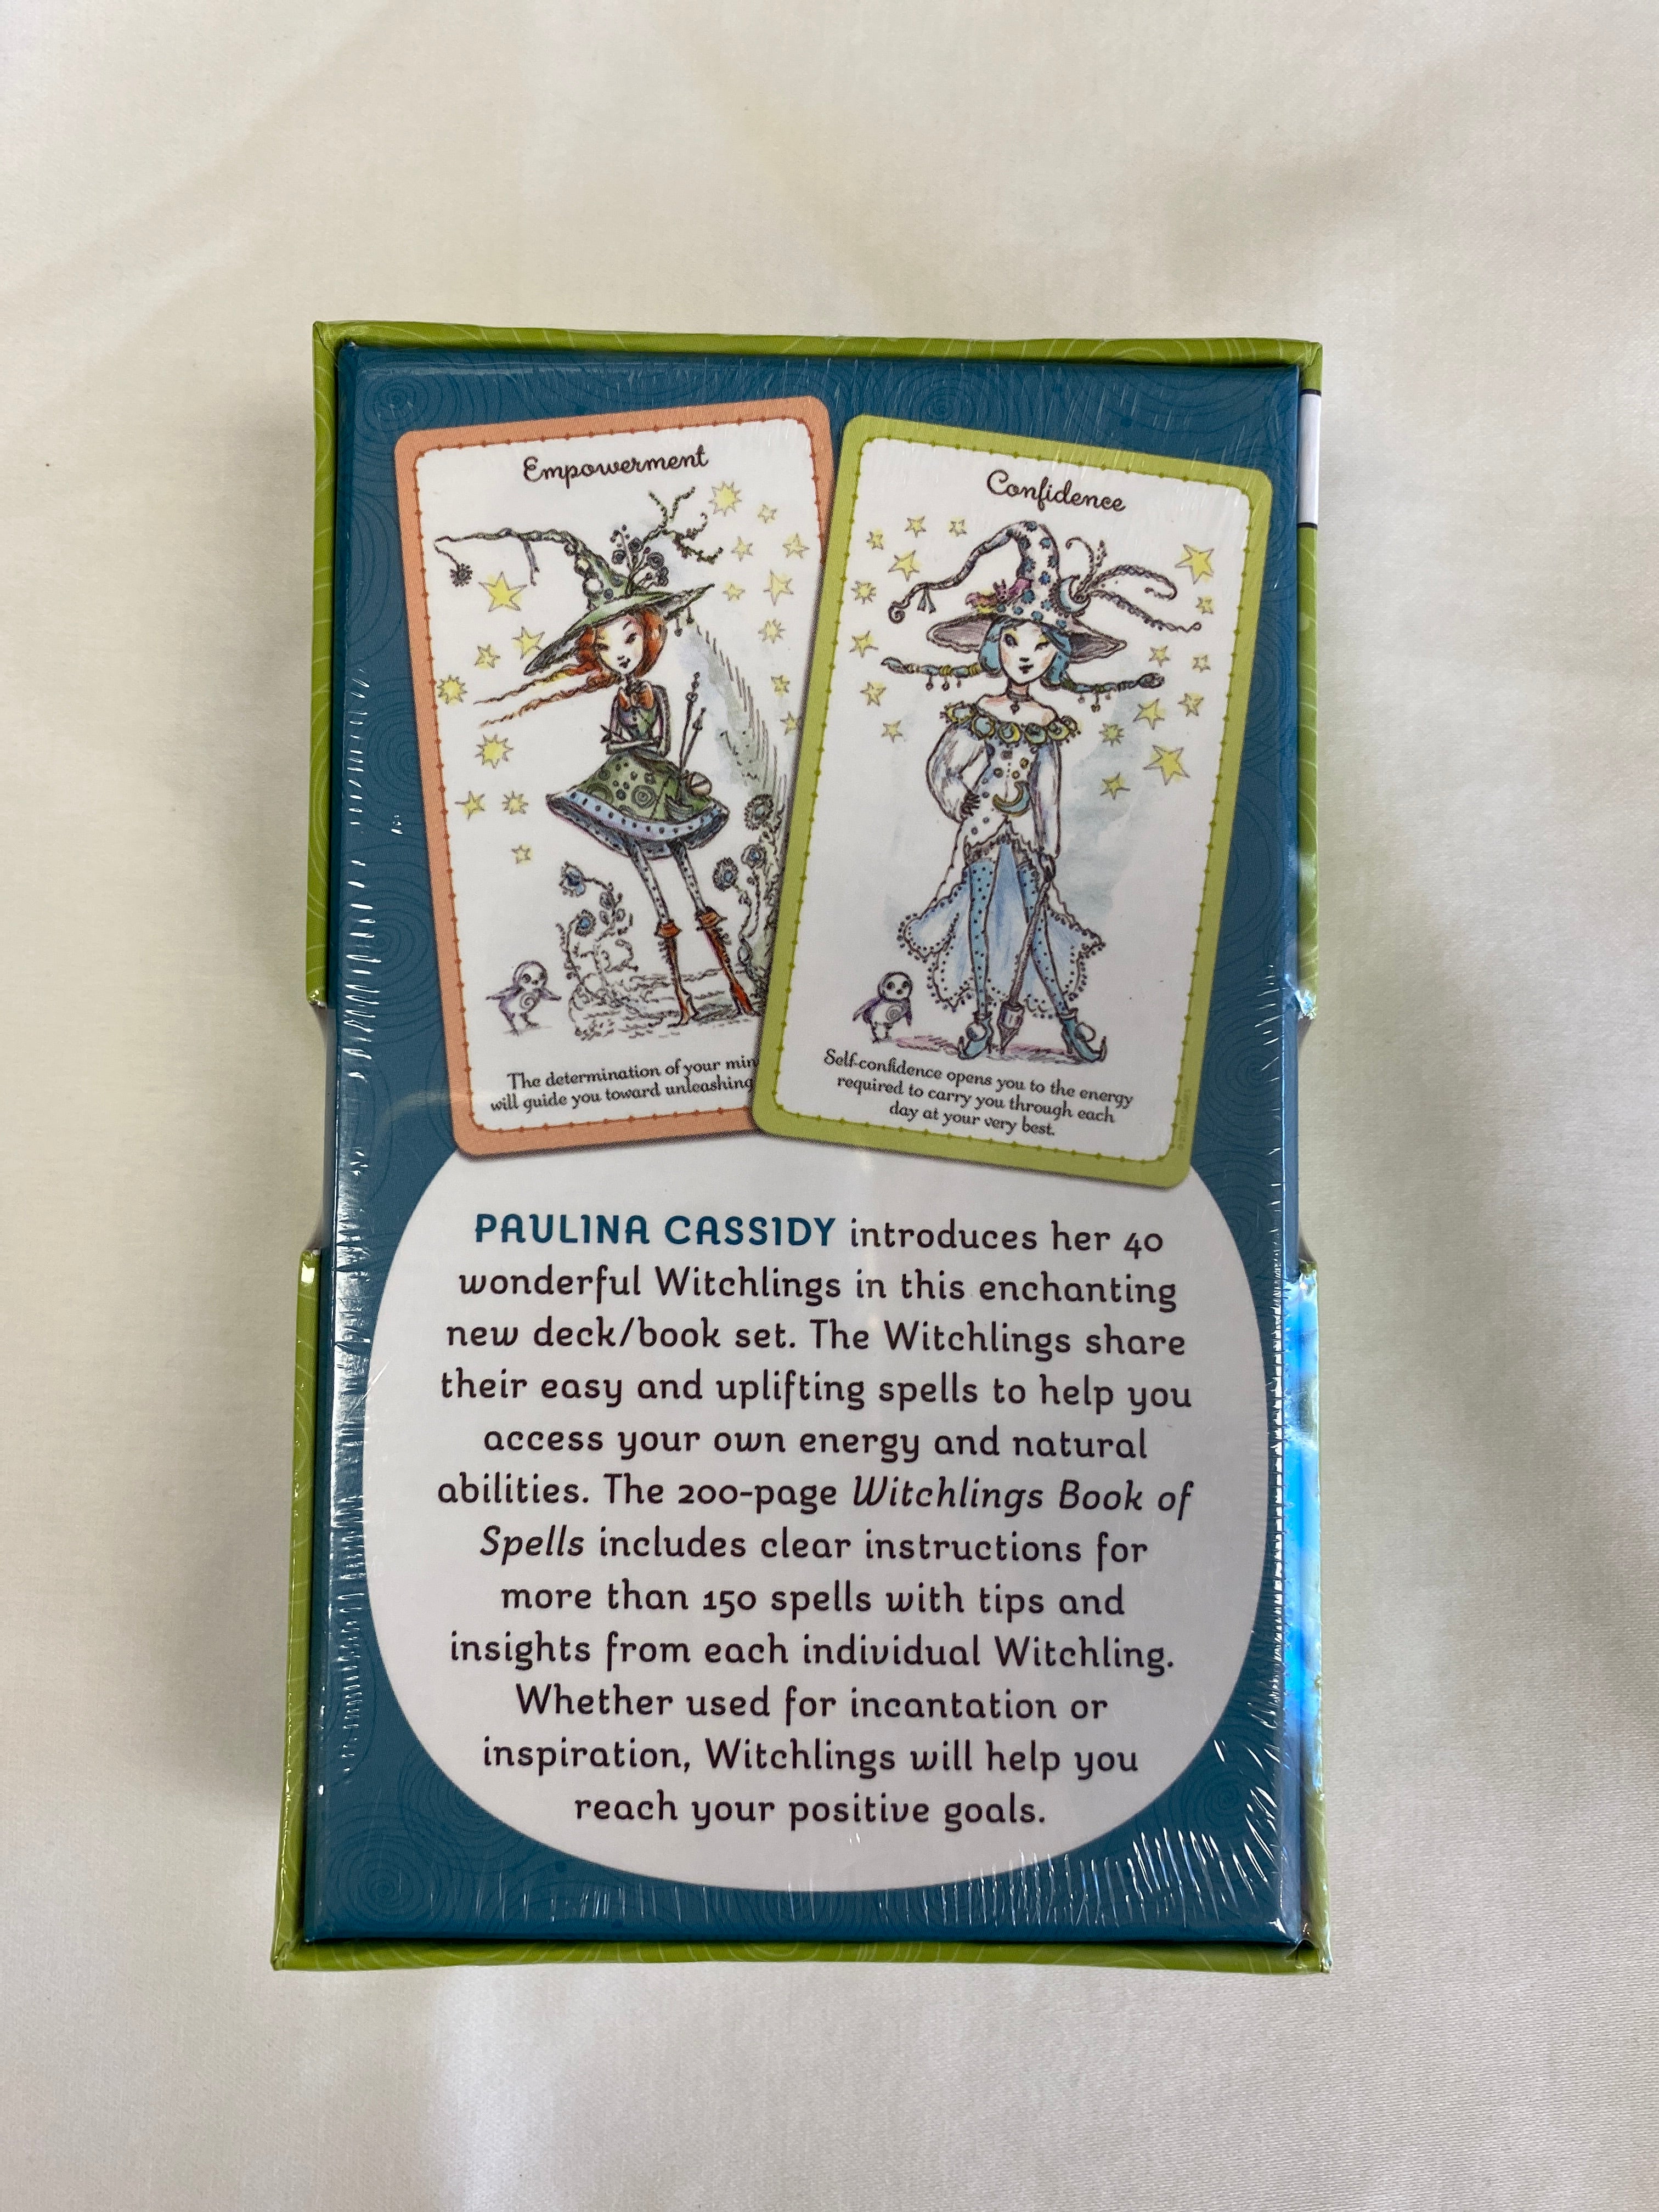 Empowerment
The determination of your min
will guide you toward unleashing
Confidence
Self-confidence opens you to the energy
required to carry you through each
day at your very best.
PAULINA CASSIDY introduces her 40
wonderful Witchlings in this enchanting
new deck/book set. The Witchlings share
their easy and uplifting spells to help you
access your own energy and natural
abilities. The 200-page Witchlings Book of
Spells includes clear instructions for
more than 150 spells with tips and
insights from each individual Witchling.
Whether used for incantation or
inspiration, Witchlings will help you
reach your positive goals.